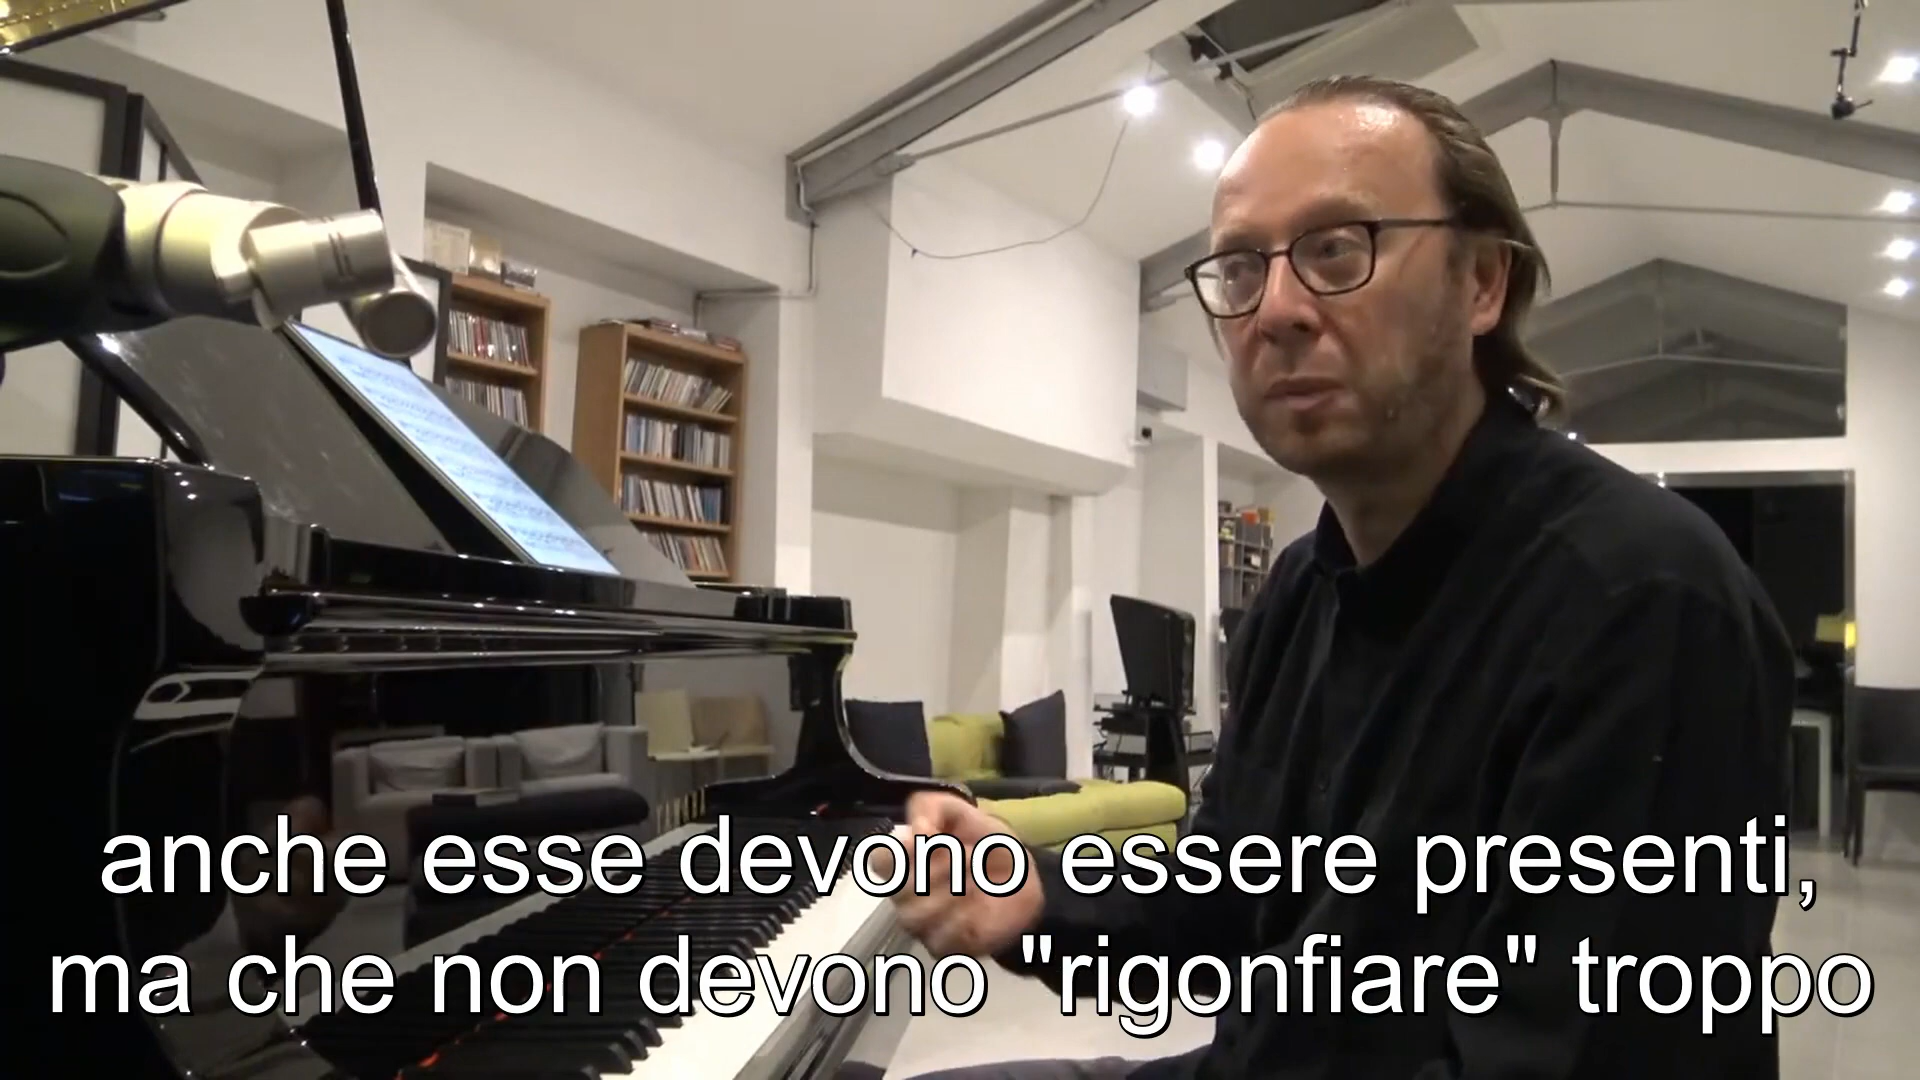 anche esse devono essere presenti,
ma che non devono "rigonfiare" troppo